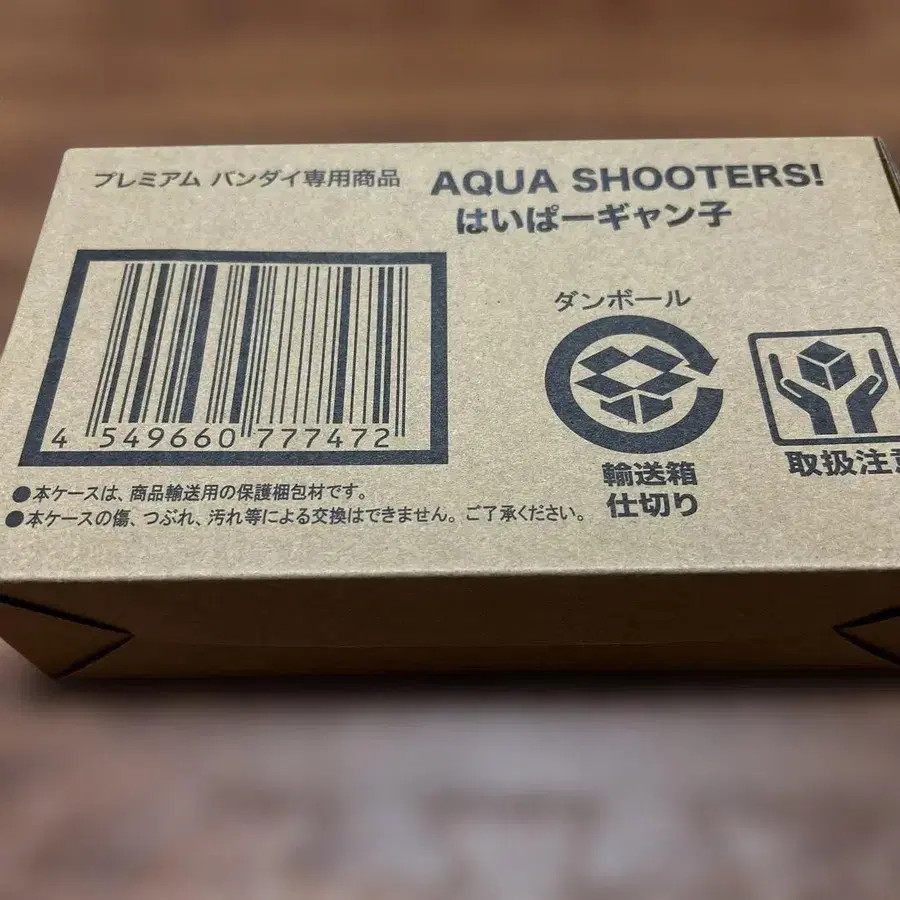 プレミアム バンダイ専用商品
AQUA SHOOTERS!
はいぱーギャン子
4 549660 777472
ダンボール
輸送箱
仕切り
取扱注意
●本ケースは、商品輸送用の保護梱包材です。
●本ケースの傷、つぶれ、汚れ等による交換はできません。ご了承ください。